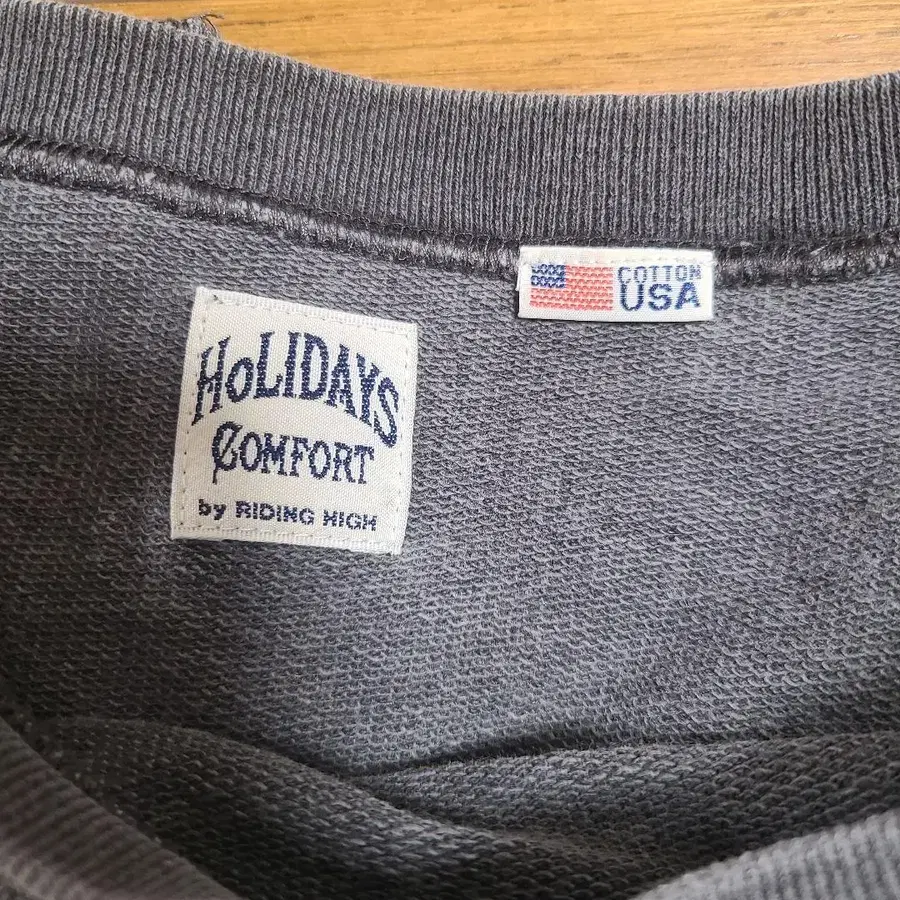 HOLIDAYS
COMFORT
by RIDING HIGH
COTTON
USA